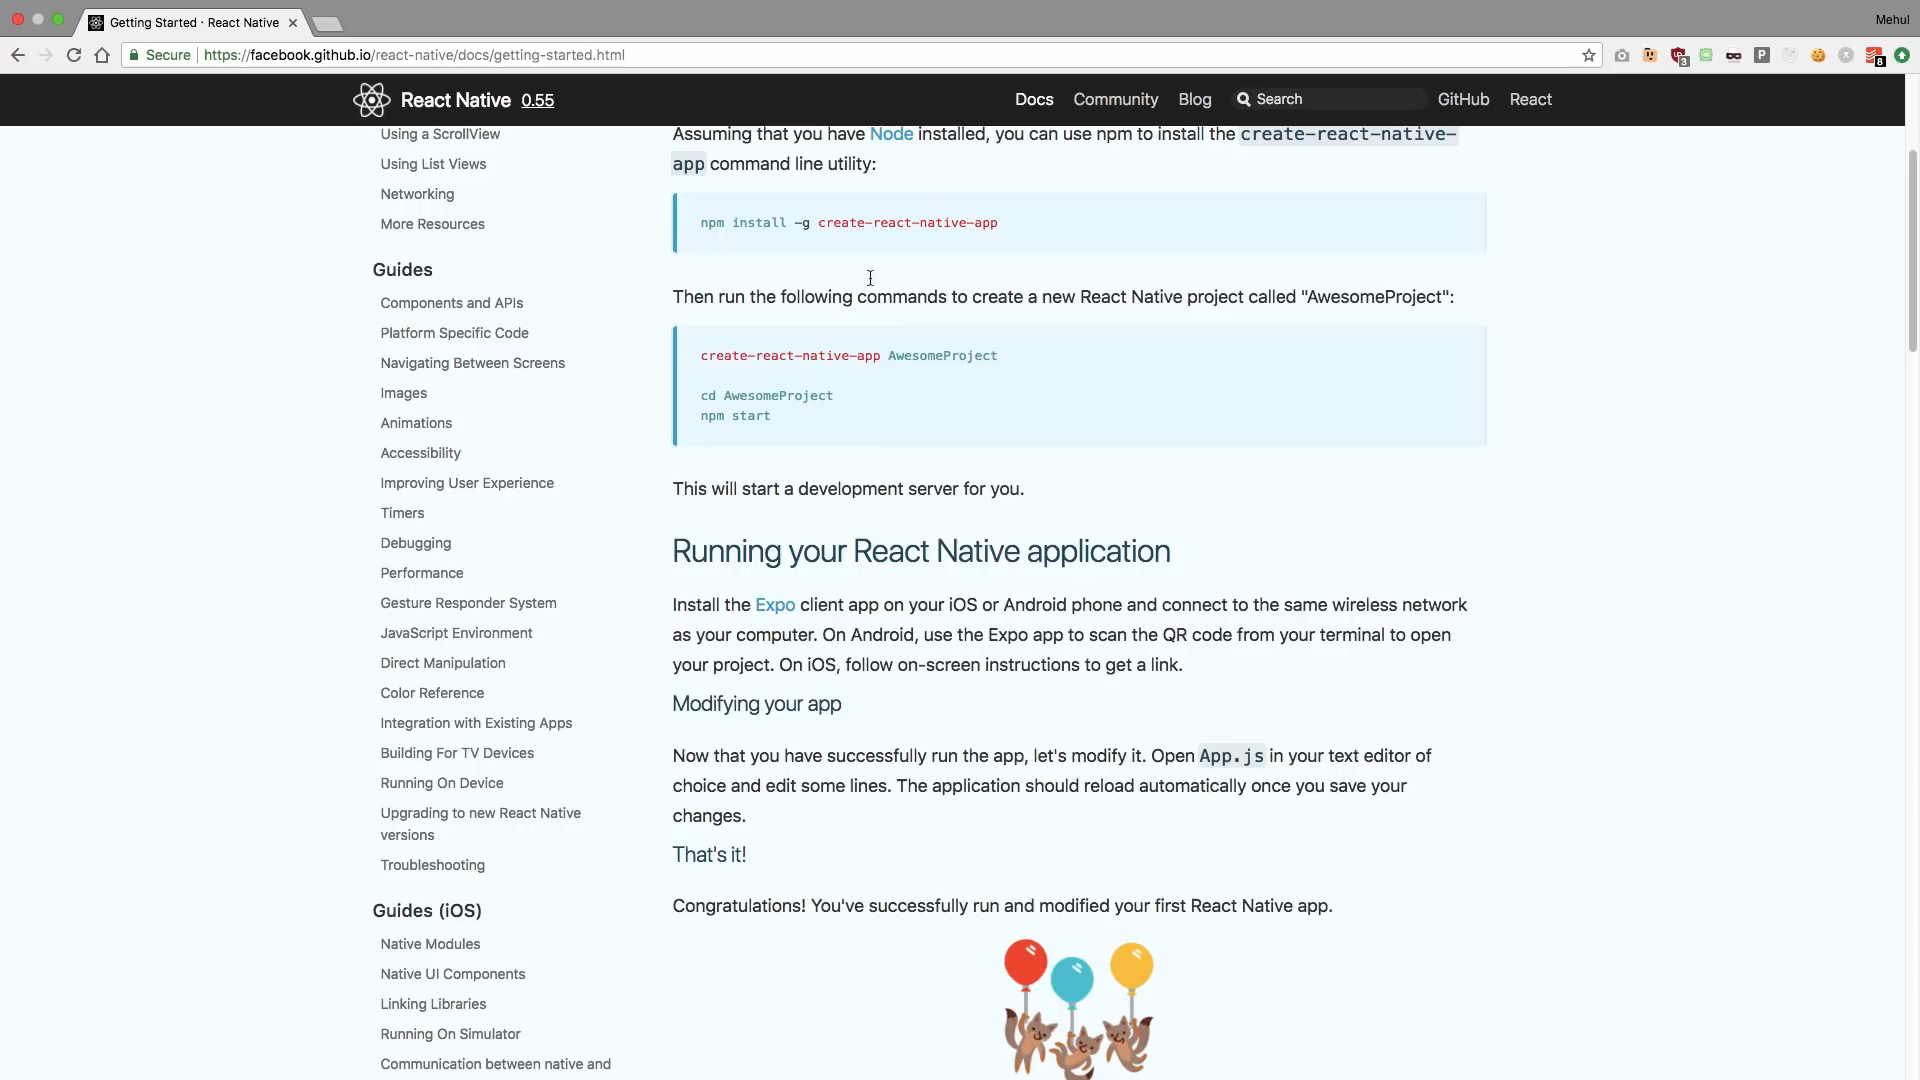 Getting Started · React Native
Mehul
Secure
https://facebook.github.io/react-native/docs/getting-started.html
3
P
8
React Native 0.55
Docs
Community
Blog
Search
GitHub
React
Using a ScrollView
Using List Views
Networking
More Resources
Guides
Components and APIs
Platform Specific Code
Navigating Between Screens
Images
Animations
Accessibility
Improving User Experience
Timers
Debugging
Performance
Gesture Responder System
JavaScript Environment
Direct Manipulation
Color Reference
Integration with Existing Apps
Building For TV Devices
Running On Device
Upgrading to new React Native
versions
Troubleshooting
Guides (iOS)
Native Modules
Native UI Components
Linking Libraries
Running On Simulator
Communication between native and
Assuming that you have Node installed, you can use npm to install the create-react-native-
app command line utility:
npm install -g create-react-native-app
Then run the following commands to create a new React Native project called "AwesomeProject":
create-react-native-app AwesomeProject
cd AwesomeProject
npm start
This will start a development server for you.
Running your React Native application
Install the Expo client app on your iOS or Android phone and connect to the same wireless network
as your computer. On Android, use the Expo app to scan the QR code from your terminal to open
your project. On iOS, follow on-screen instructions to get a link.
Modifying your app
Now that you have successfully run the app, let's modify it. Open App.js in your text editor of
choice and edit some lines. The application should reload automatically once you save your
changes.
That's it!
Congratulations! You've successfully run and modified your first React Native app.